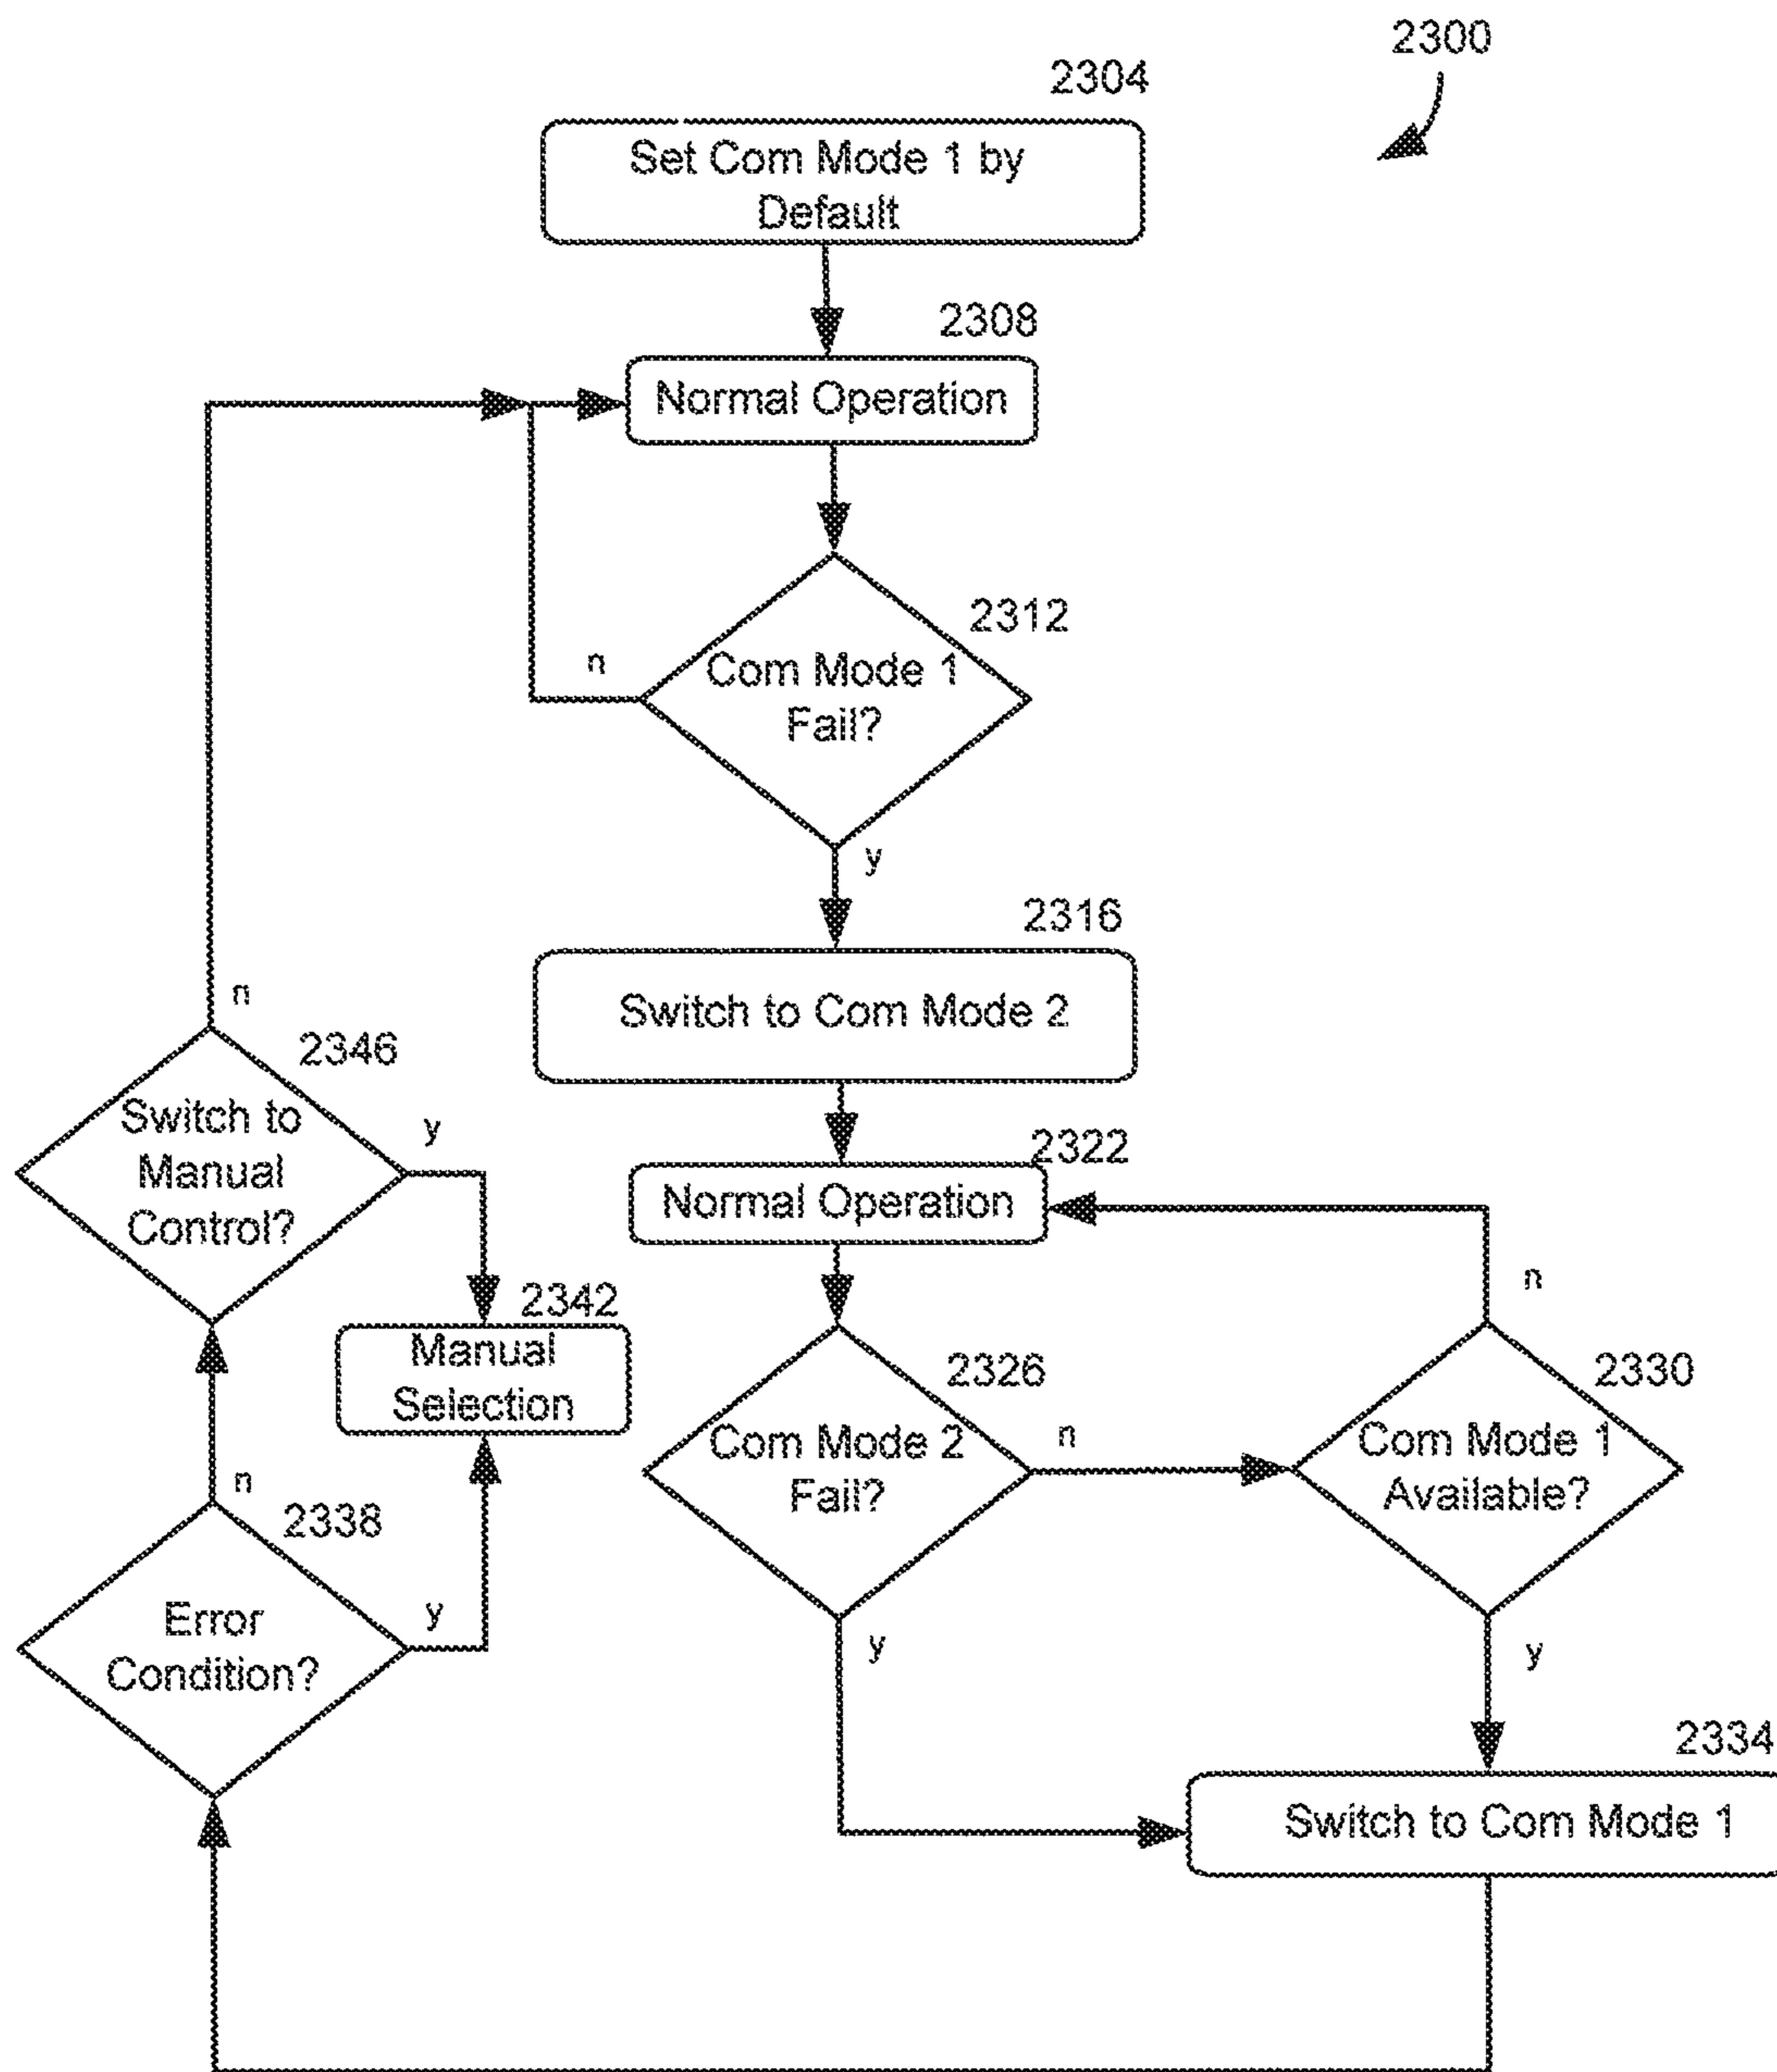 2300
2304
Set Com Mode 1 by
Default
2308
Normal Operation
2312
n
Com Mode 1
Fail?
y
2316
Switch to Com Mode 2
n
2346
Switch to
Manual
Control?
y
2322
Normal Operation
n
2342
Manual
Selection
2326
Com Mode 2
Fail?
n
2330
Com Mode 1
Available?
n
2338
Error
Condition?
y
y
y
2334
Switch to Com Mode 1